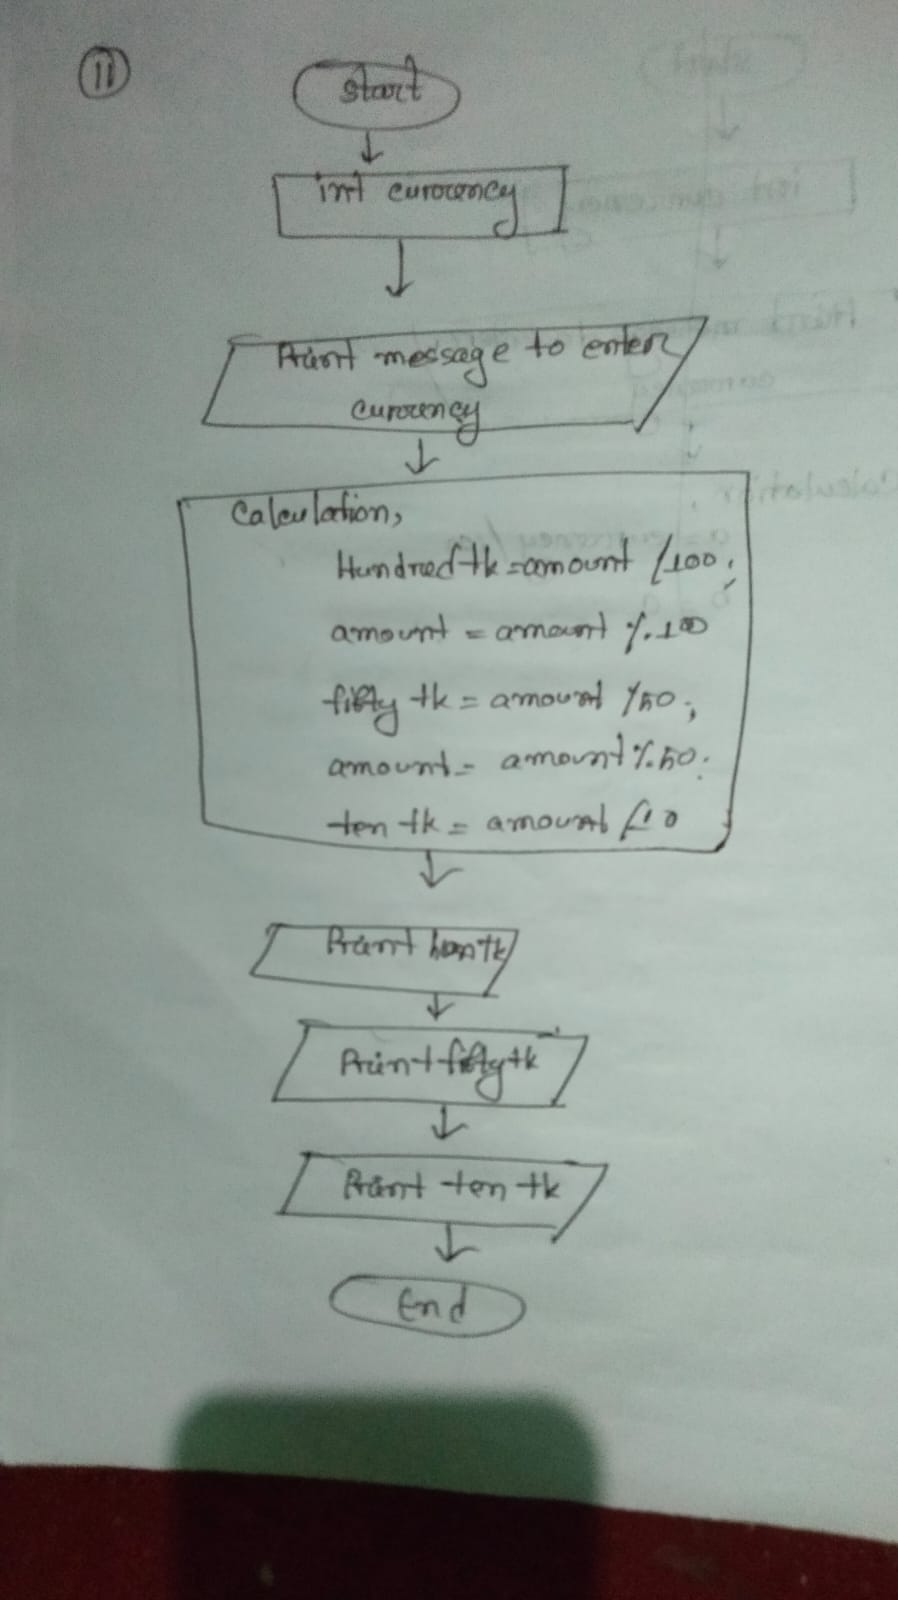 11
Start
int currency
Print message to enter
currency
Calculation,
Hundred tk = amount /100;
amount = amount %.100
fifty tk = amount /50;
amount = amount %.50.
ten tk = amount /10
Print hun tk
Print fifty tk
Print ten tk
End